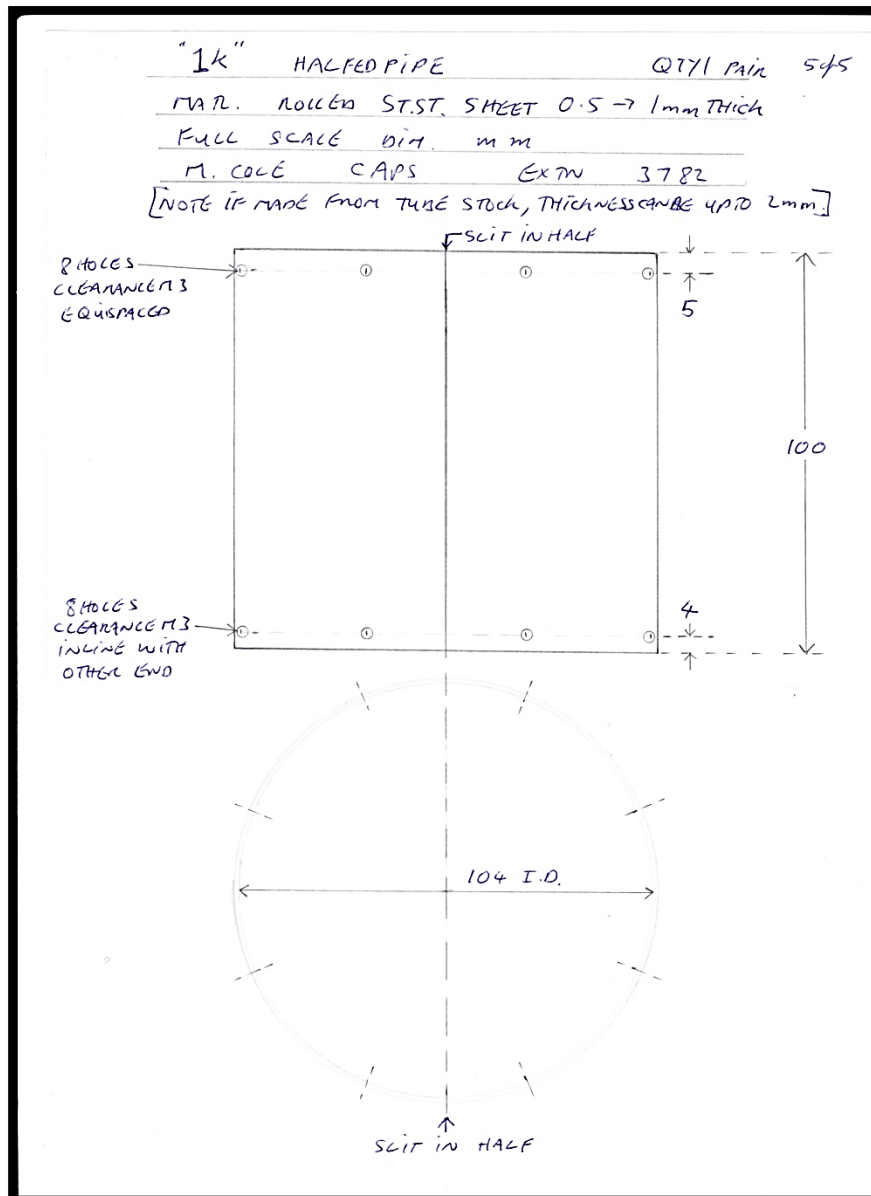 "1K" HALFED PIPE QTY/1 PAIR 5of5
MAR. ROLLED ST.ST. SHEET 0.5 → 1mm THICK
FULL SCALE DIM. mm
M. COLE CAPS EXTN 3782
[NOTE IF MADE FROM TUBE STOCK, THICKNESS CAN BE UP TO 2mm.]
SLIT IN HALF
8 HOLES
CLEARANCE M3
EQUISPACED
5
100
8 HOLES
CLEARANCE M3
INLINE WITH
OTHER END
4
104 I.D.
SLIT IN HALF